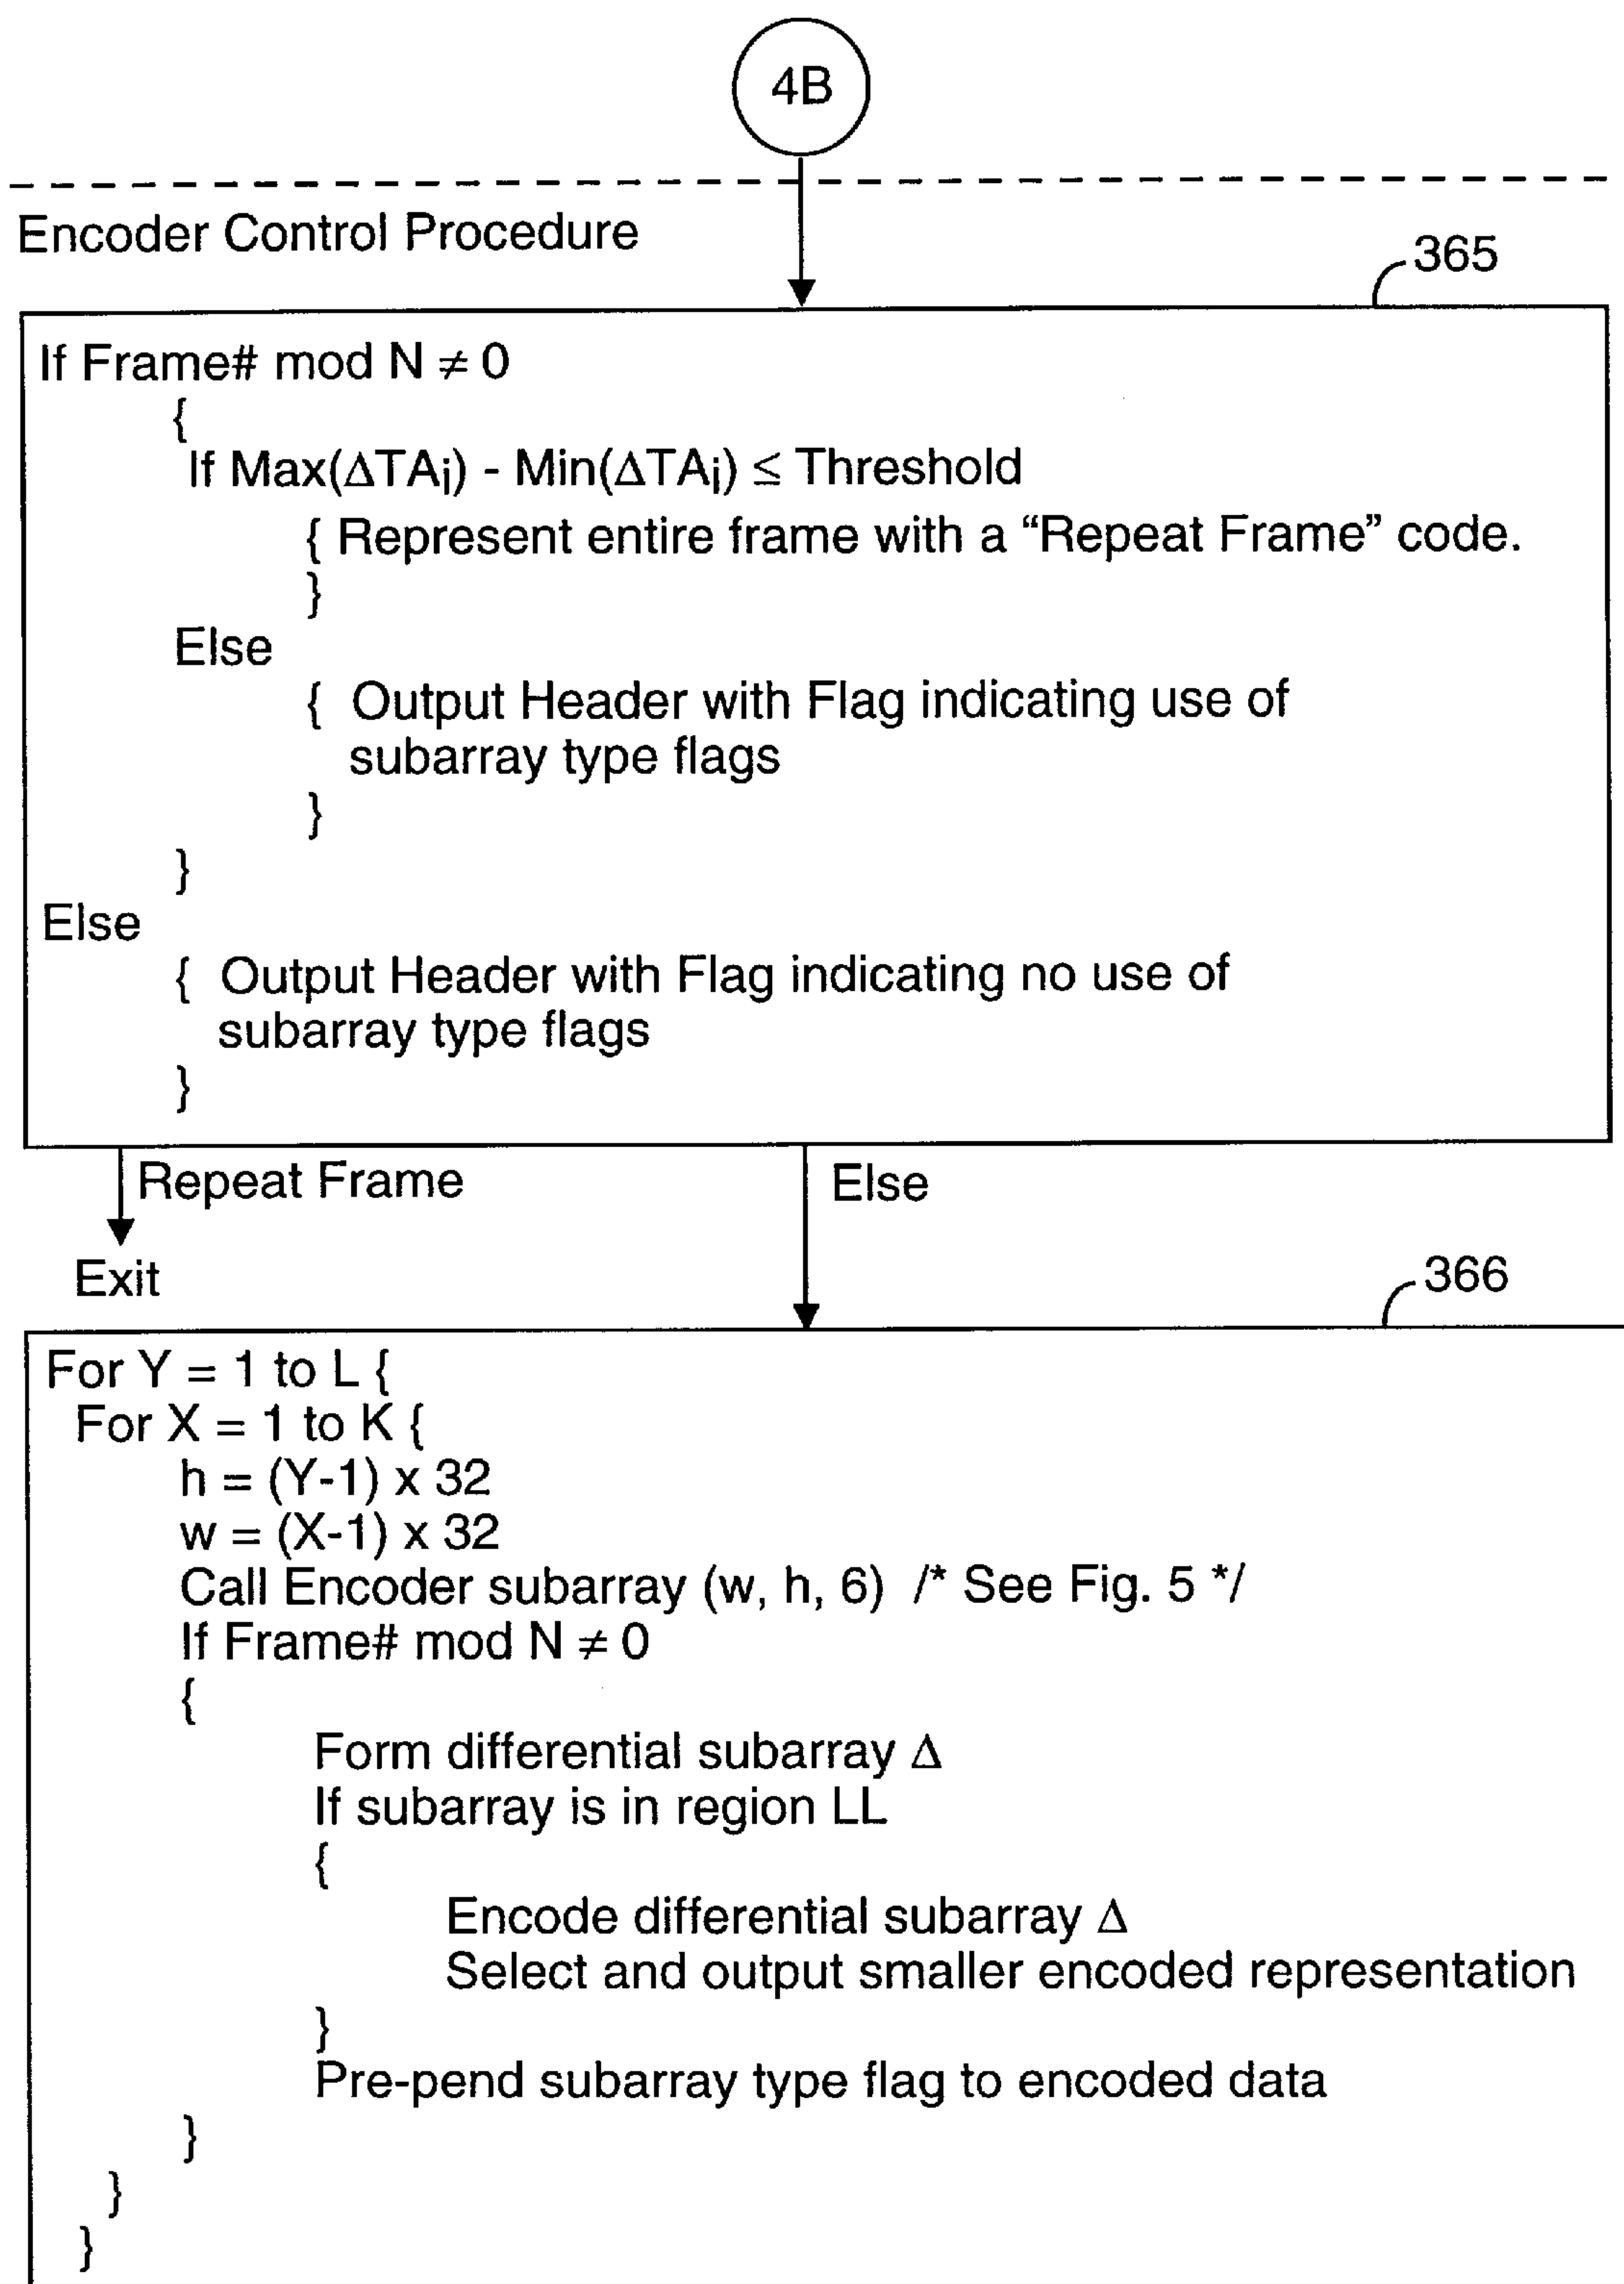 4B
Encoder Control Procedure
365
If Frame# mod N ≠ 0
{
If Max(ΔTAi) - Min(ΔTAi) ≤ Threshold
{ Represent entire frame with a “Repeat Frame” code.
}
Else
{ Output Header with Flag indicating use of
subarray type flags
}
}
Else
{ Output Header with Flag indicating no use of
subarray type flags
}
Repeat Frame
Else
Exit
366
For Y = 1 to L {
For X = 1 to K {
h = (Y-1) x 32
w = (X-1) x 32
Call Encoder subarray (w, h, 6) /* See Fig. 5 */
If Frame# mod N ≠ 0
{
Form differential subarray Δ
If subarray is in region LL
{
Encode differential subarray Δ
Select and output smaller encoded representation
}
Pre-pend subarray type flag to encoded data
}
}
}